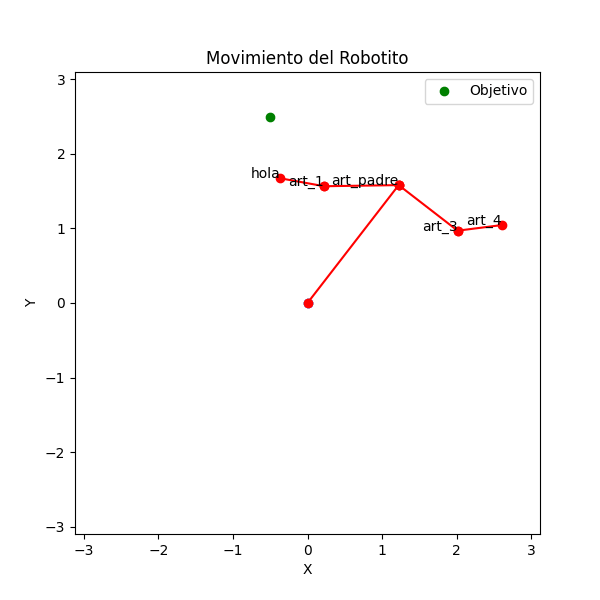 Movimiento del Robotito
Objetivo
hola
art_1
art_padre
art_3
art_4
Y
3
2
1
0
−1
−2
−3
−3
−2
−1
0
1
2
3
X